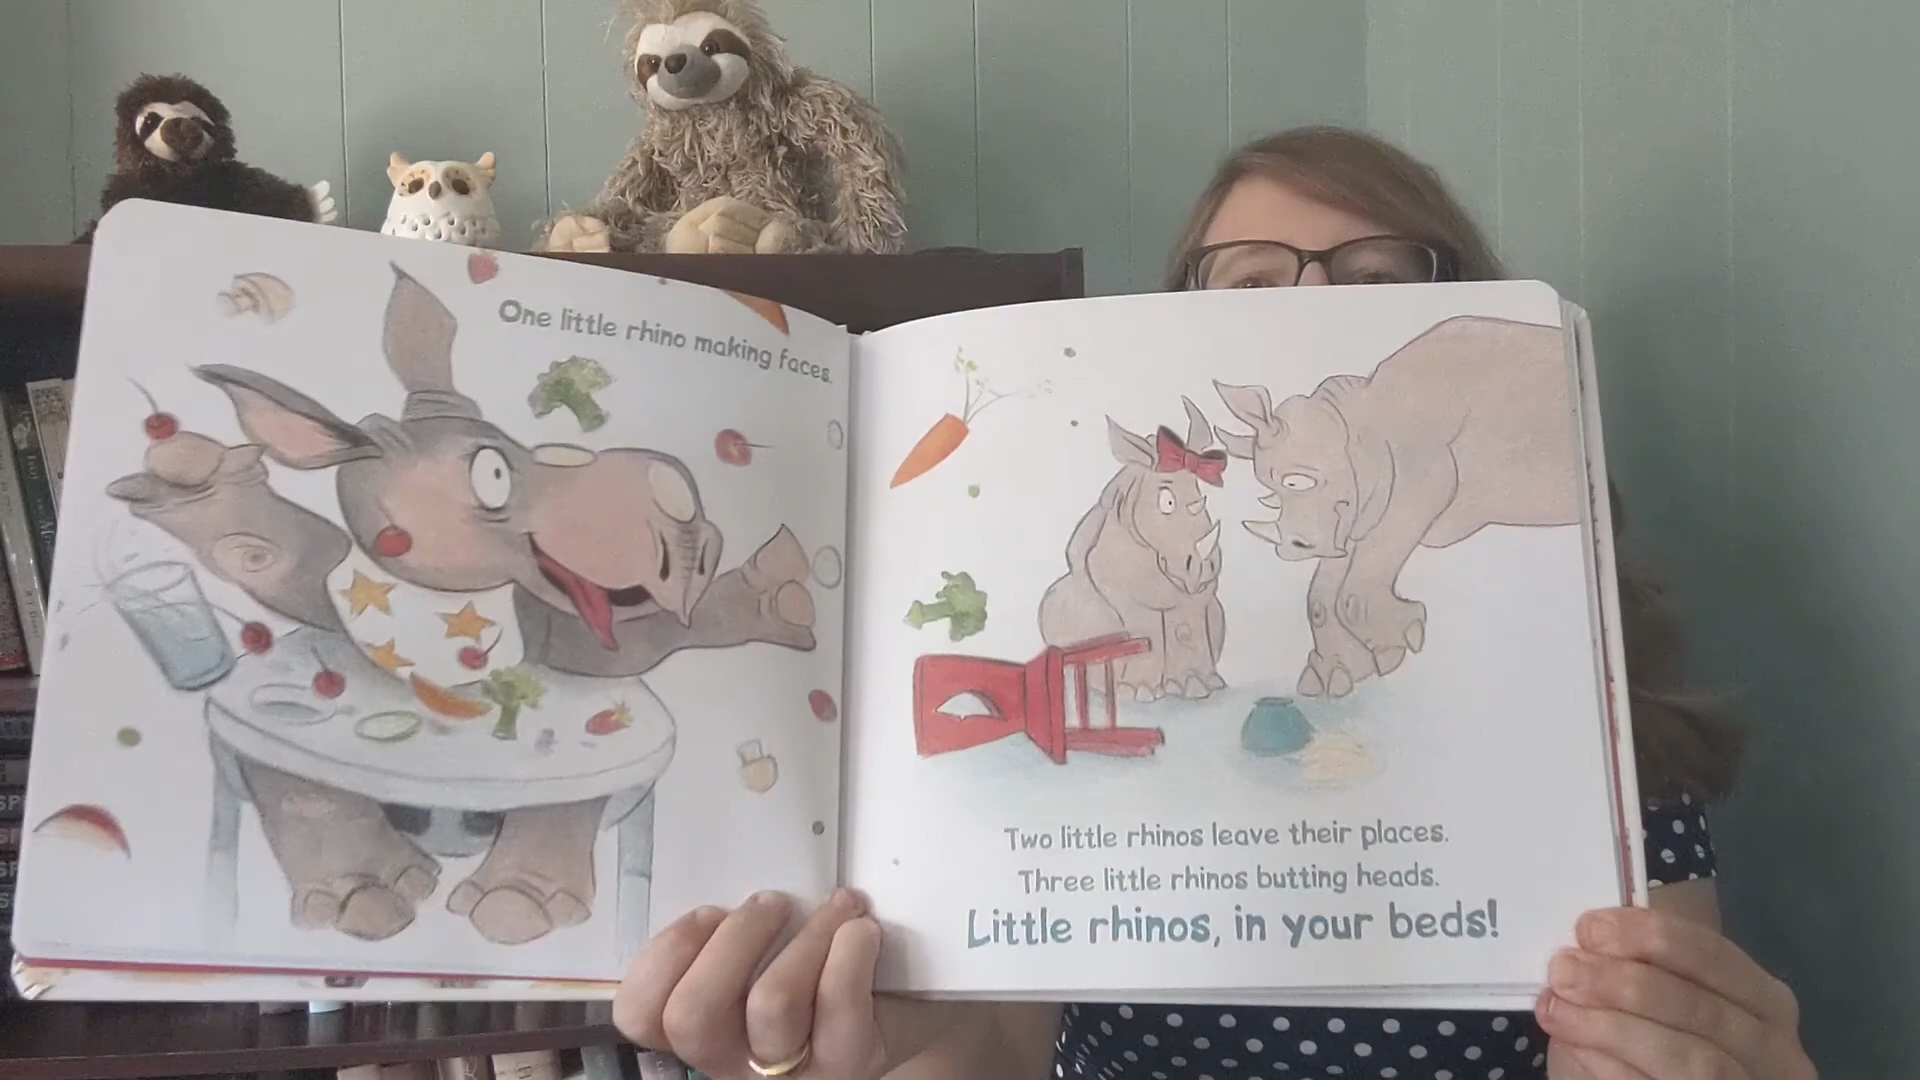 One little rhino making faces.
Two little rhinos leave their places.
Three little rhinos butting heads.
Little rhinos, in your beds!